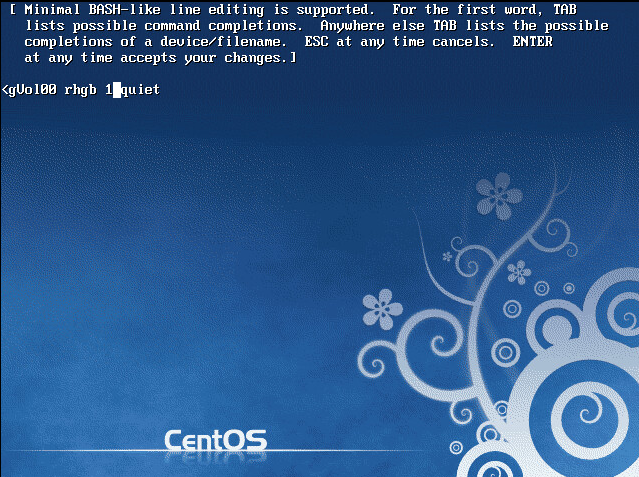 [ Minimal BASH-like line editing is supported.  For the first word, TAB
lists possible command completions.  Anywhere else TAB lists the possible
completions of a device/filename.  ESC at any time cancels.  ENTER
at any time accepts your changes.]
<gVol00 rhgb 1 quiet
CentOS